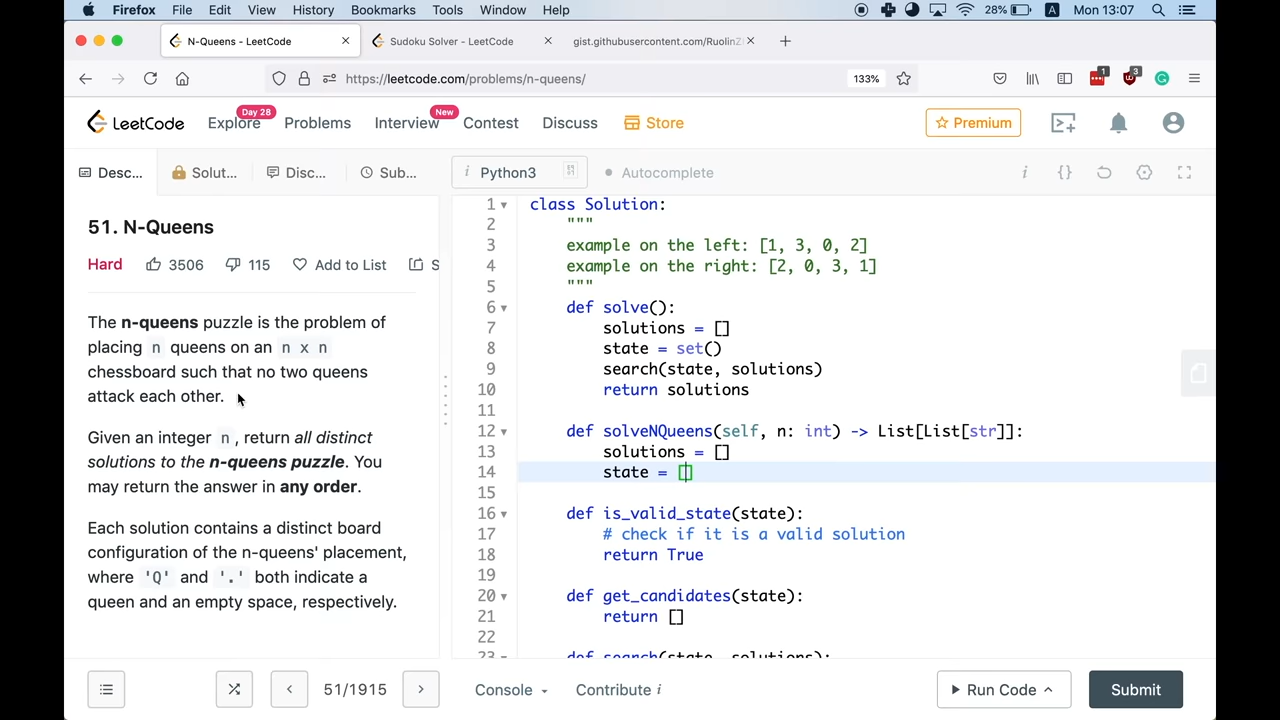 Firefox File Edit View History Bookmarks Tools Window Help 28% A Mon 13:07
N-Queens - LeetCode Sudoku Solver - LeetCode gist.githubusercontent.com/RuolinZ
https://leetcode.com/problems/n-queens/ 133% 1 3
LeetCode Explore Day 28 Problems Interview New Contest Discuss Store Premium
Desc... Solut... Disc... Sub... i Python3 Autocomplete i {}
51. N-Queens
Hard 3506 115 Add to List S
The n-queens puzzle is the problem of
placing n queens on an n x n
chessboard such that no two queens
attack each other.
Given an integer n, return all distinct
solutions to the n-queens puzzle. You
may return the answer in any order.
Each solution contains a distinct board
configuration of the n-queens' placement,
where 'Q' and '.' both indicate a
queen and an empty space, respectively.
1 class Solution:
2 """
3 example on the left: [1, 3, 0, 2]
4 example on the right: [2, 0, 3, 1]
5 """
6 def solve():
7 solutions = []
8 state = set()
9 search(state, solutions)
10 return solutions
11
12 def solveNQueens(self, n: int) -> List[List[str]]:
13 solutions = []
14 state = []
15
16 def is_valid_state(state):
17 # check if it is a valid solution
18 return True
19
20 def get_candidates(state):
21 return []
22
23 def search(state, solutions):
51/1915 Console Contribute i Run Code Submit